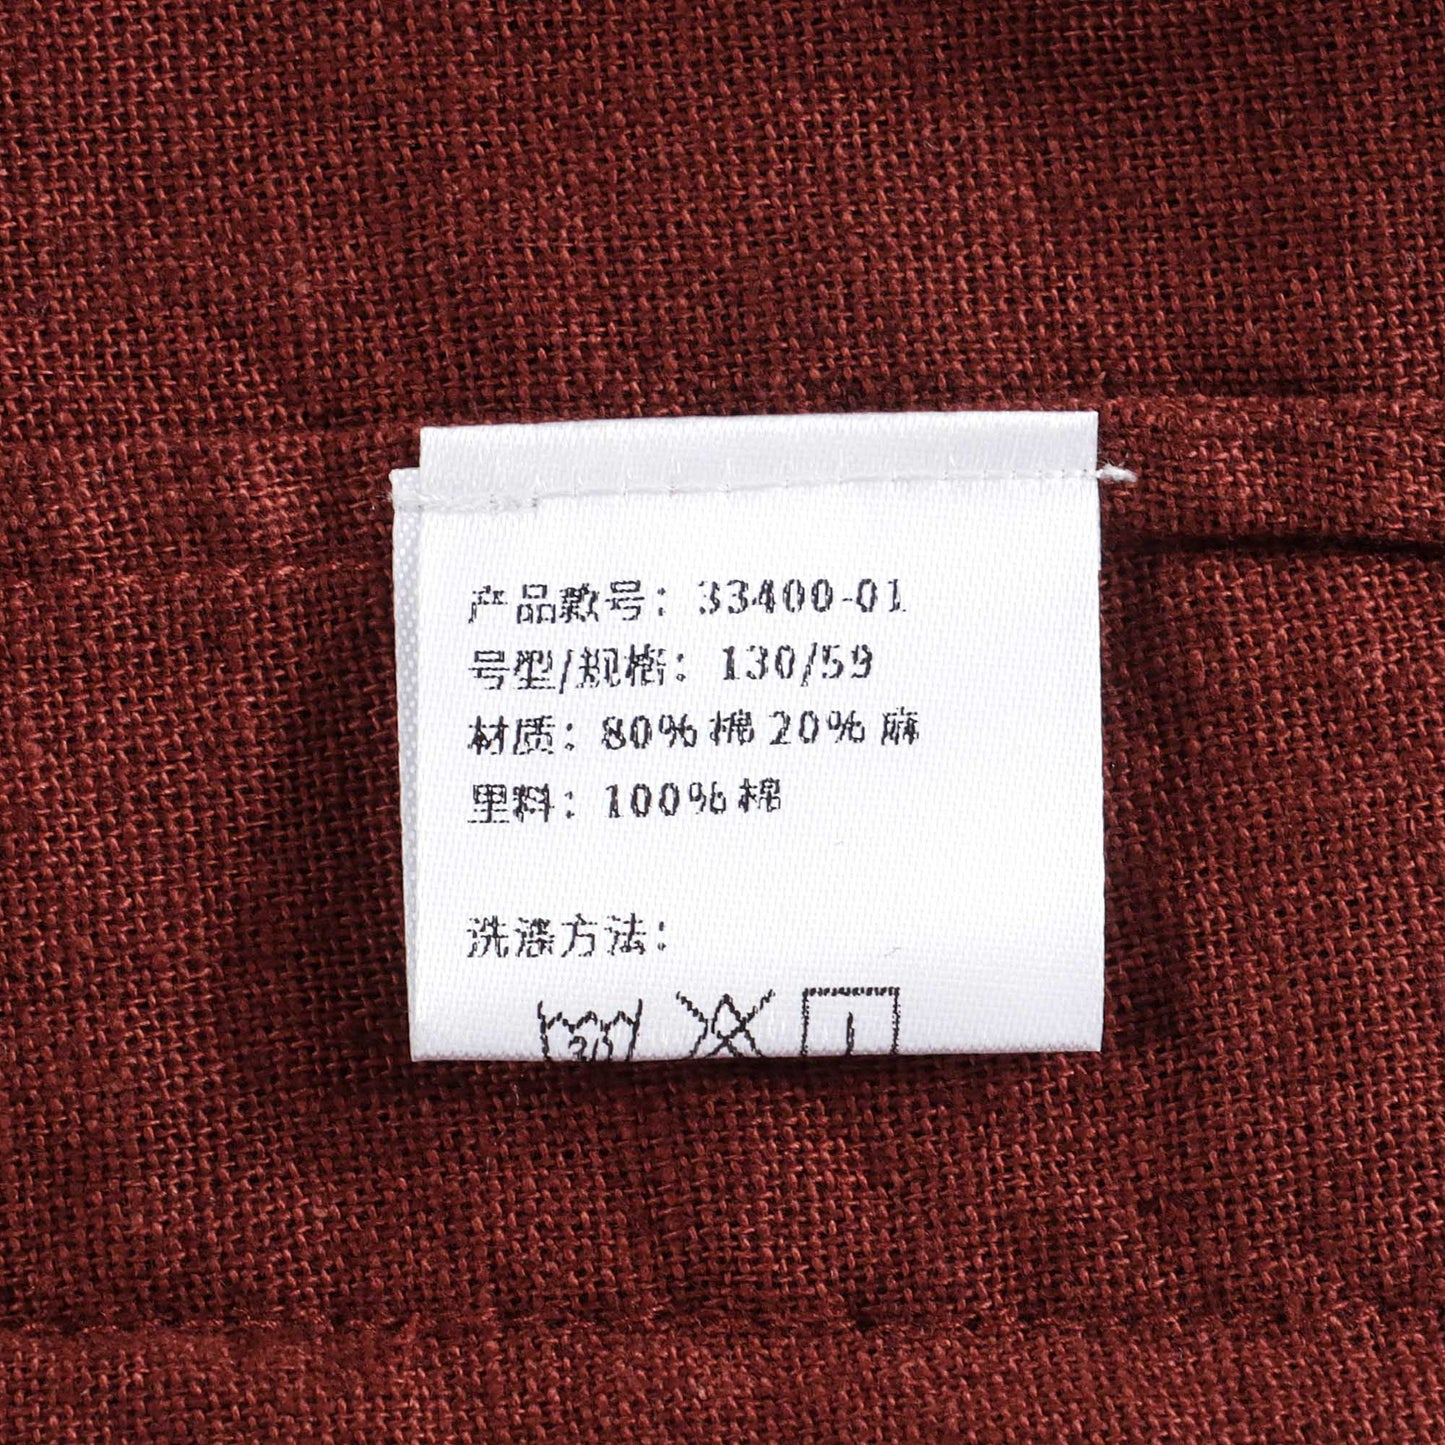 产品款号：33400-01
号型/规格：130/59
材质：80% 棉 20% 麻
里料：100% 棉
洗涤方法：
30